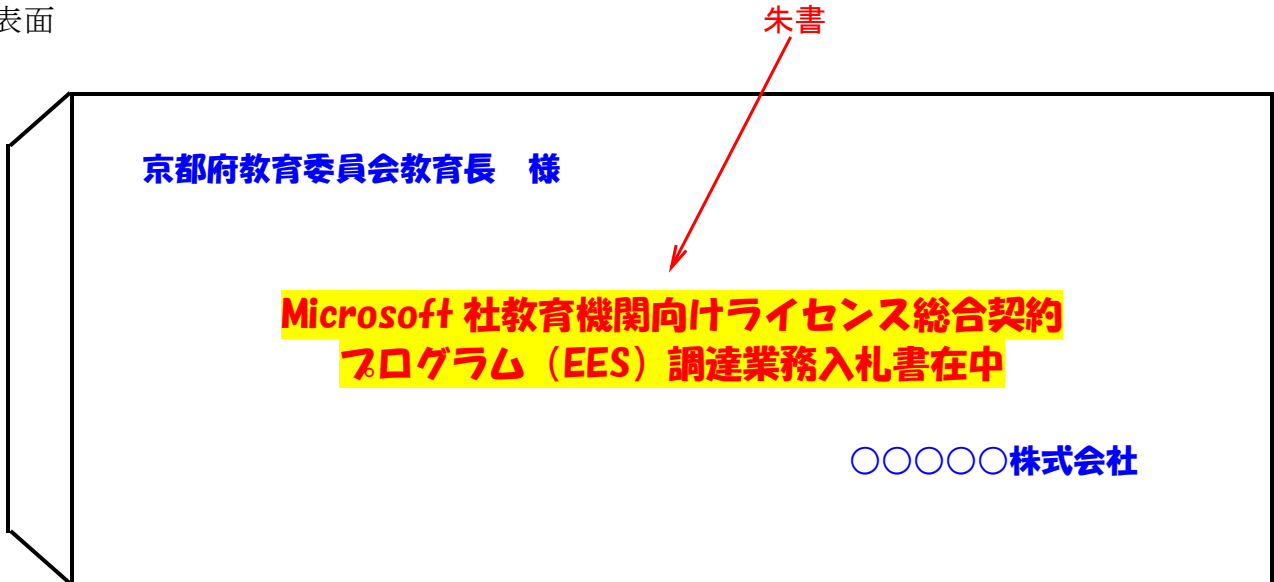 表面
朱書
京都府教育委員会教育長　様
Microsoft 社教育機関向けライセンス総合契約
プログラム（EES）調達業務入札書在中
○○○○○株式会社